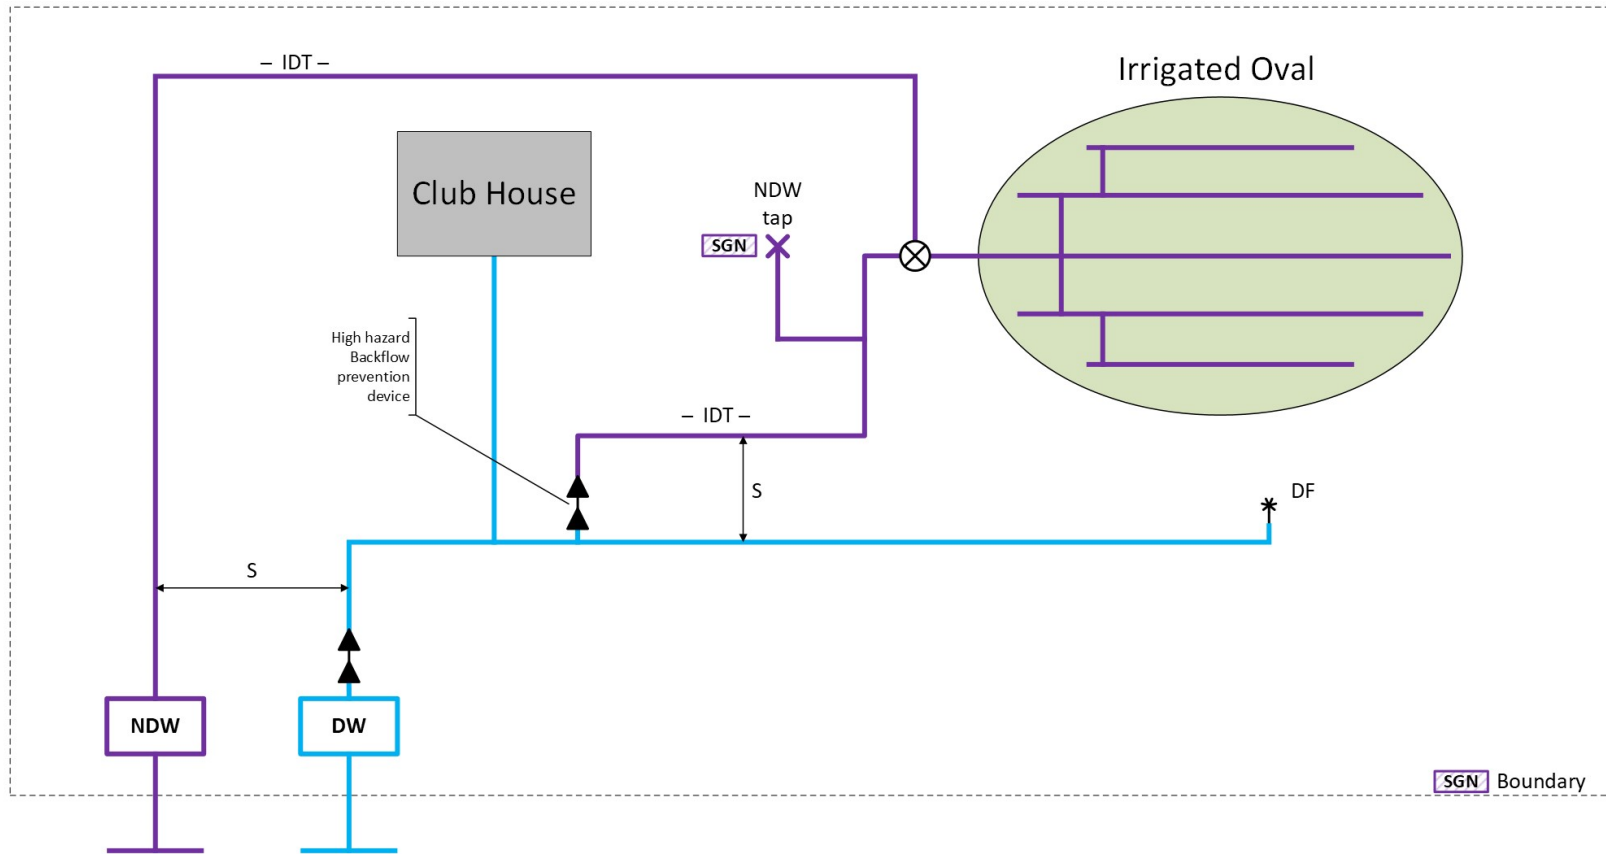 – IDT –
Irrigated Oval
Club House
NDW
tap
SGN
High hazard
Backflow
prevention
device
– IDT –
S
DF
S
NDW
DW
SGN Boundary